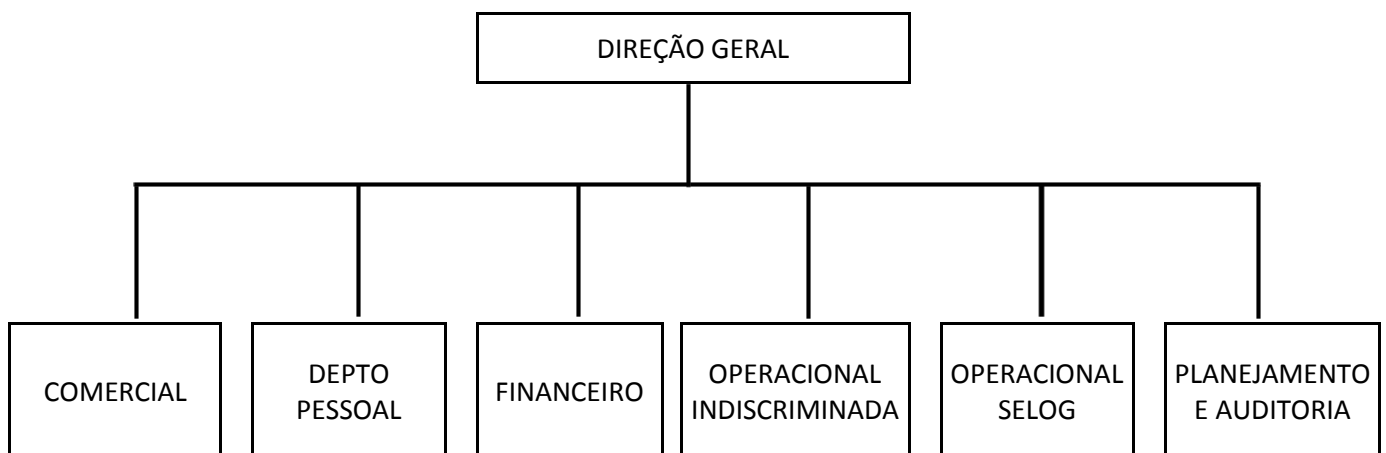 DIREÇÃO GERAL
COMERCIAL
DEPTO
PESSOAL
FINANCEIRO
OPERACIONAL
INDISCRIMINADA
OPERACIONAL
SELOG
PLANEJAMENTO
E AUDITORIA